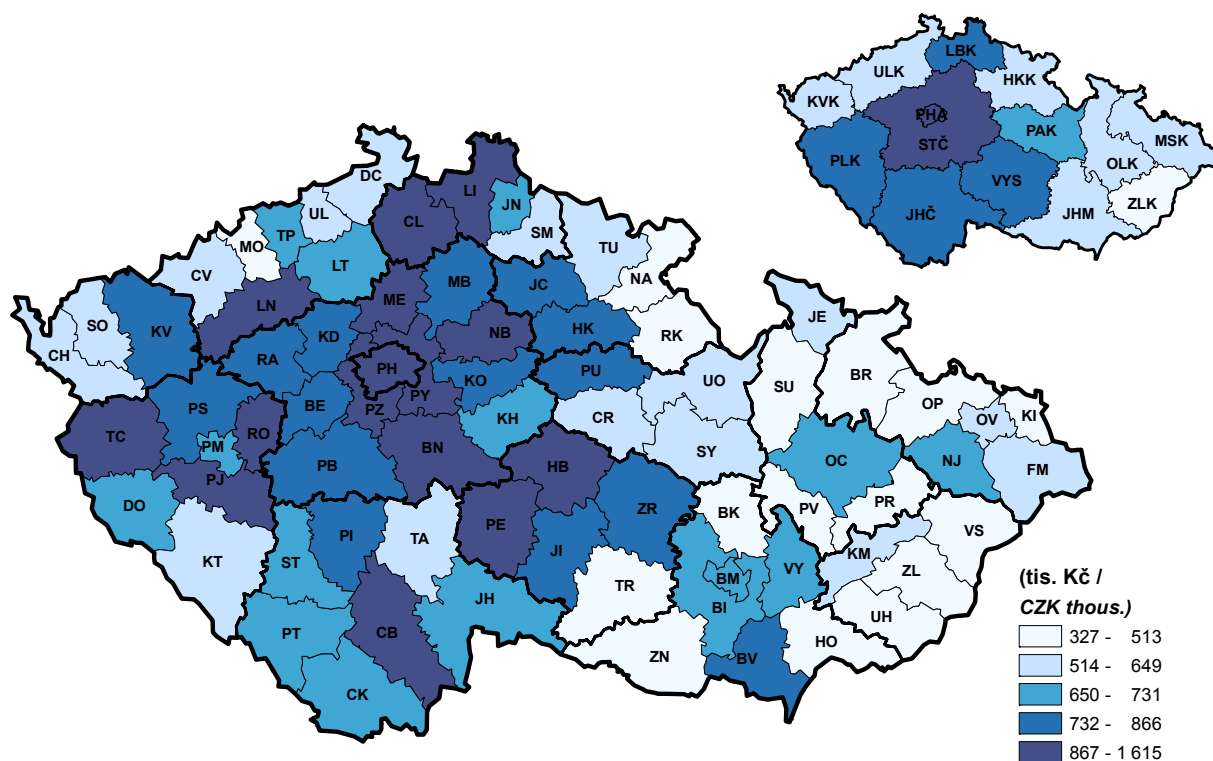 LBK
ULK
HKK
KVK
PHA
PAK
MSK
STČ
PLK
OLK
VYS
ZLK
JHČ
JHM
DC
LI
JN
UL
CL
SM
TP
MO
TU
LT
CV
MB
JC
NA
ME
LN
SO
KV
NB
HK
RK
KD
JE
CH
RA
PH
PU
KO
SU
BR
UO
PY
OP
KI
BE
PZ
PS
CR
OV
KH
TC
RO
PM
BN
SY
OC
NJ
FM
PB
HB
PJ
DO
ZR
PR
BK
PV
VS
PE
PI
TA
JI
KM
KT
ST
VY
ZL
BM
TR
JH
BI
UH
PT
CB
HO
ZN
BV
CK
(tis. Kč /
CZK thous.)
327 - 513
514 - 649
650 - 731
732 - 866
867 - 1 615